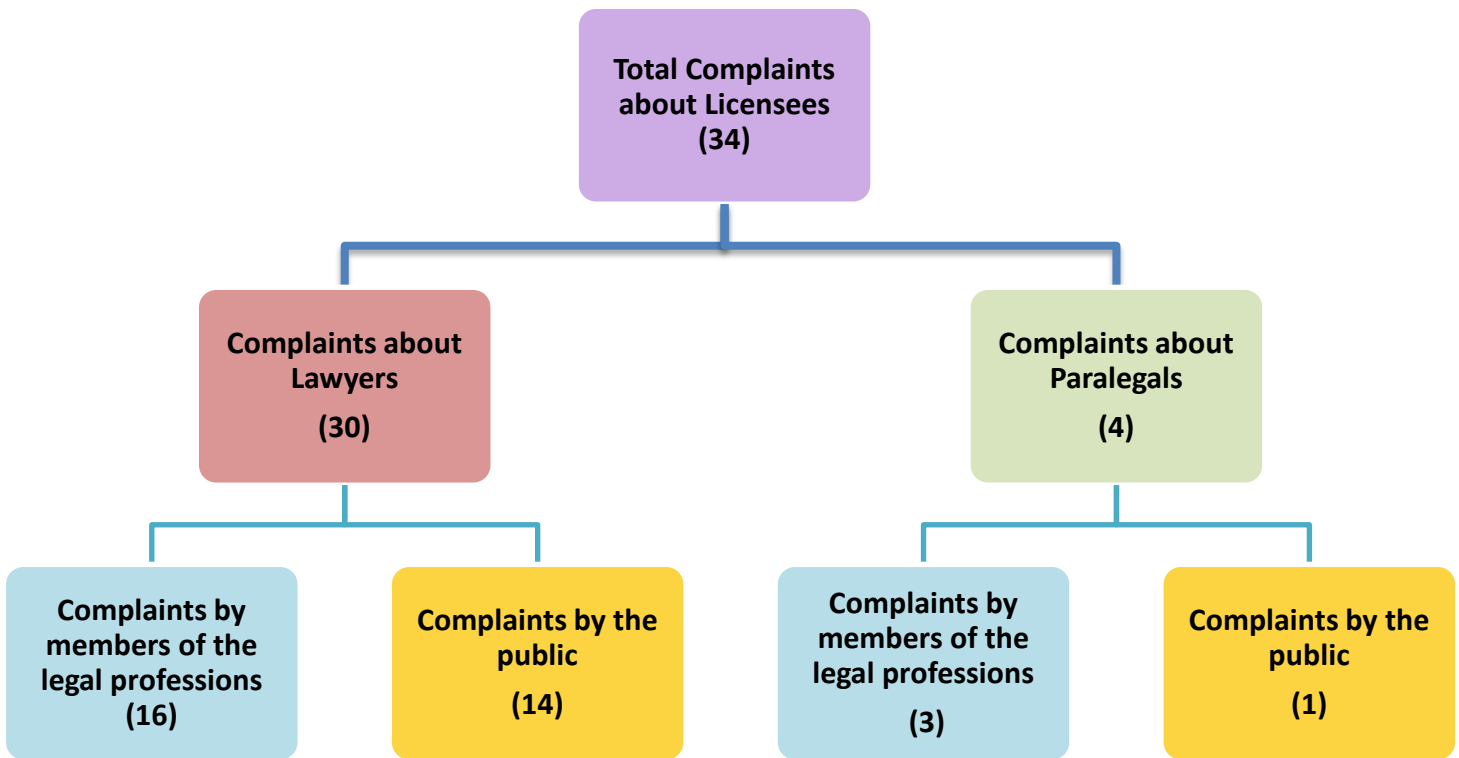 Total Complaints
about Licensees
(34)
Complaints about
Lawyers
(30)
Complaints about
Paralegals
(4)
Complaints by
members of the
legal professions
(16)
Complaints by the
public
(14)
Complaints by
members of the
legal professions
(3)
Complaints by the
public
(1)